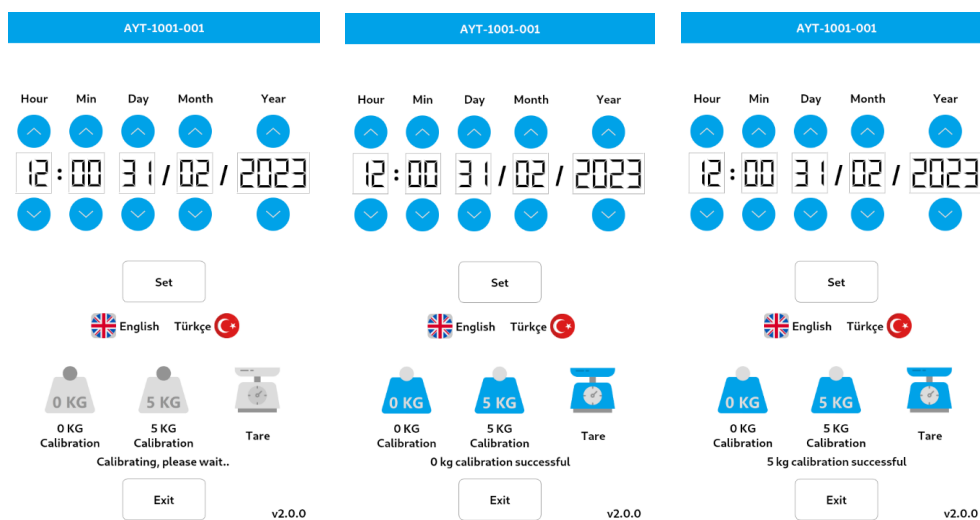 AYT-1001-001
Hour Min Day Month Year
12:00 31/02/2023
Set
English Türkçe
0 KG 5 KG
0 KG Calibration 5 KG Calibration Tare
Calibrating, please wait..
Exit
v2.0.0
AYT-1001-001
Hour Min Day Month Year
12:00 31/02/2023
Set
English Türkçe
0 KG 5 KG
0 KG Calibration 5 KG Calibration Tare
0 kg calibration successful
Exit
v2.0.0
AYT-1001-001
Hour Min Day Month Year
12:00 31/02/2023
Set
English Türkçe
0 KG 5 KG
0 KG Calibration 5 KG Calibration Tare
5 kg calibration successful
Exit
v2.0.0